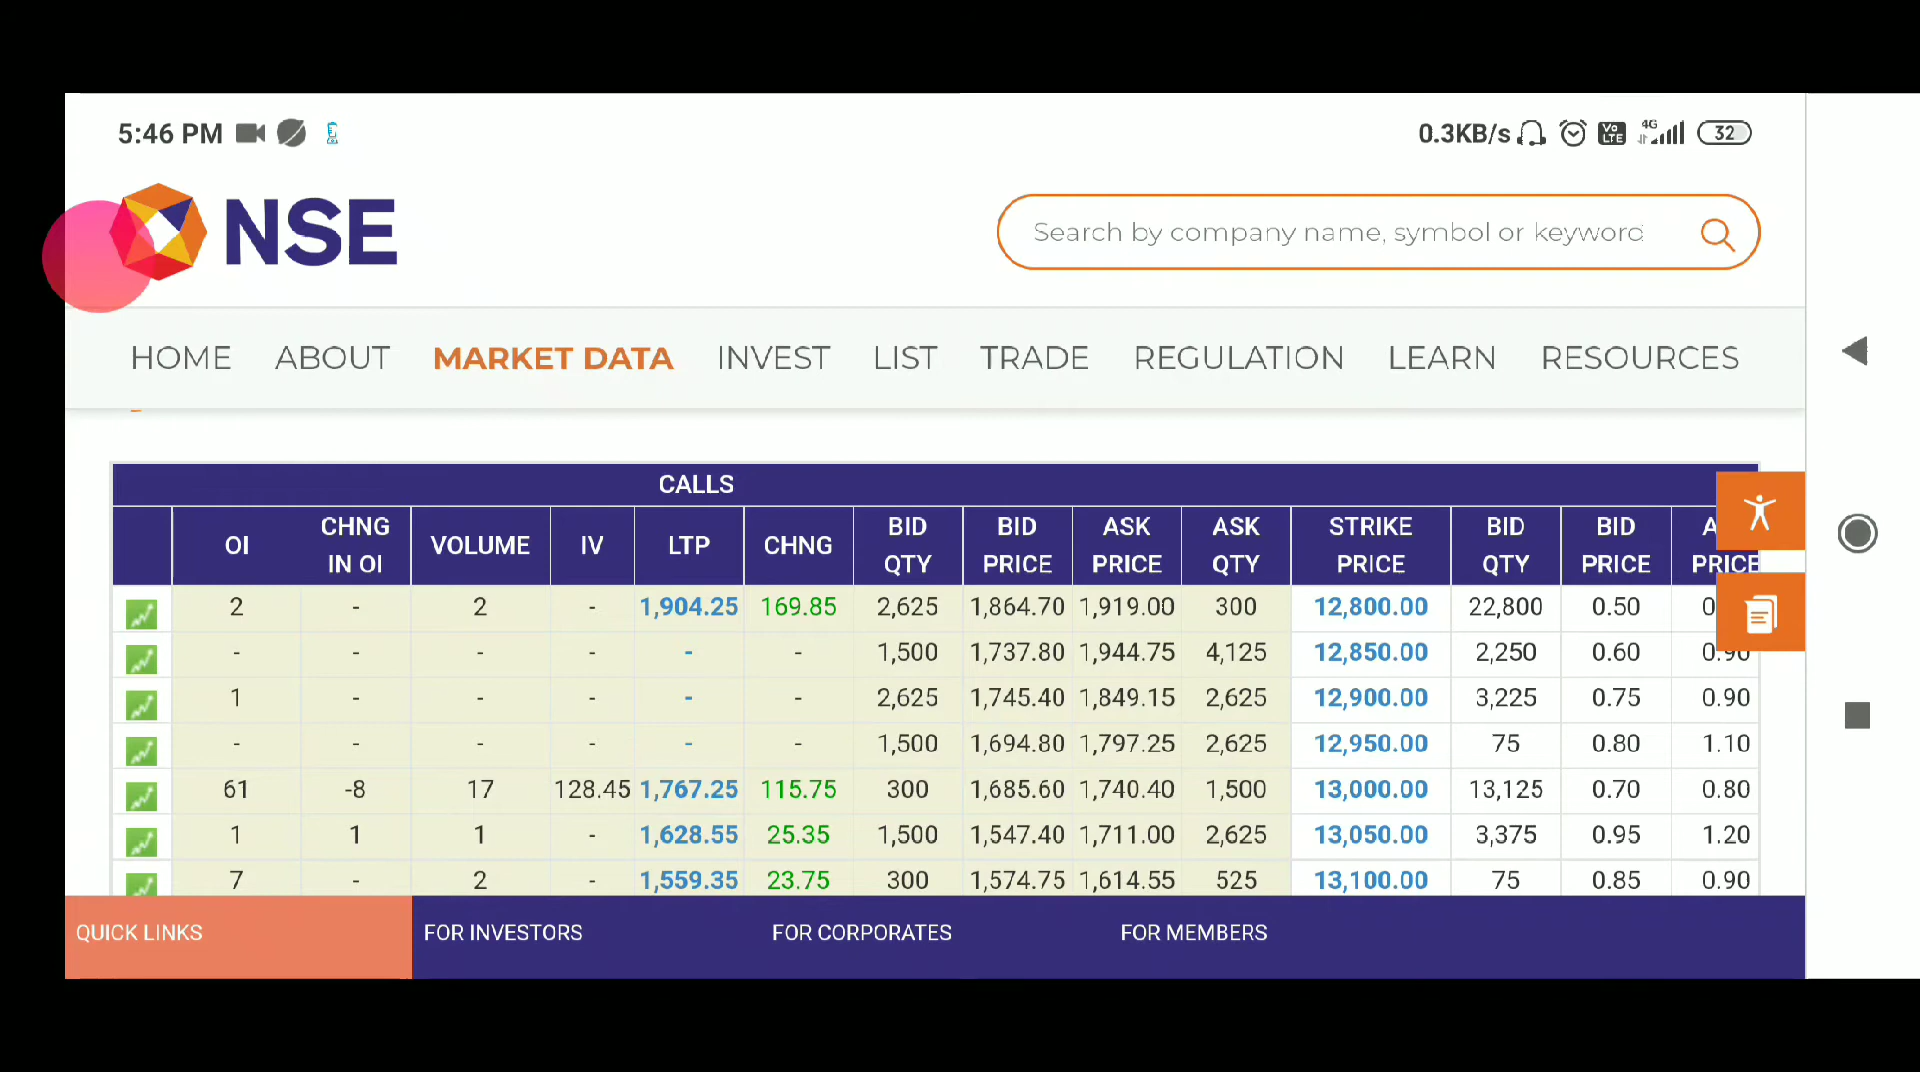 5:46 PM 0.3KB/s Vo LTE 4G 32
NSE
Search by company name, symbol or keyword
HOME ABOUT MARKET DATA INVEST LIST TRADE REGULATION LEARN RESOURCES
CALLS
OI CHNG IN OI VOLUME IV LTP CHNG BID QTY BID PRICE ASK PRICE ASK QTY STRIKE PRICE BID QTY BID PRICE PRICE
2 - 2 - 1,904.25 169.85 2,625 1,864.70 1,919.00 300 12,800.00 22,800 0.50
- - - - - - 1,500 1,737.80 1,944.75 4,125 12,850.00 2,250 0.60 0.90
1 - - - - - 2,625 1,745.40 1,849.15 2,625 12,900.00 3,225 0.75 0.90
- - - - - - 1,500 1,694.80 1,797.25 2,625 12,950.00 75 0.80 1.10
61 -8 17 128.45 1,767.25 115.75 300 1,685.60 1,740.40 1,500 13,000.00 13,125 0.70 0.80
1 1 1 - 1,628.55 25.35 1,500 1,547.40 1,711.00 2,625 13,050.00 3,375 0.95 1.20
7 - 2 - 1,559.35 23.75 300 1,574.75 1,614.55 525 13,100.00 75 0.85 0.90
QUICK LINKS FOR INVESTORS FOR CORPORATES FOR MEMBERS